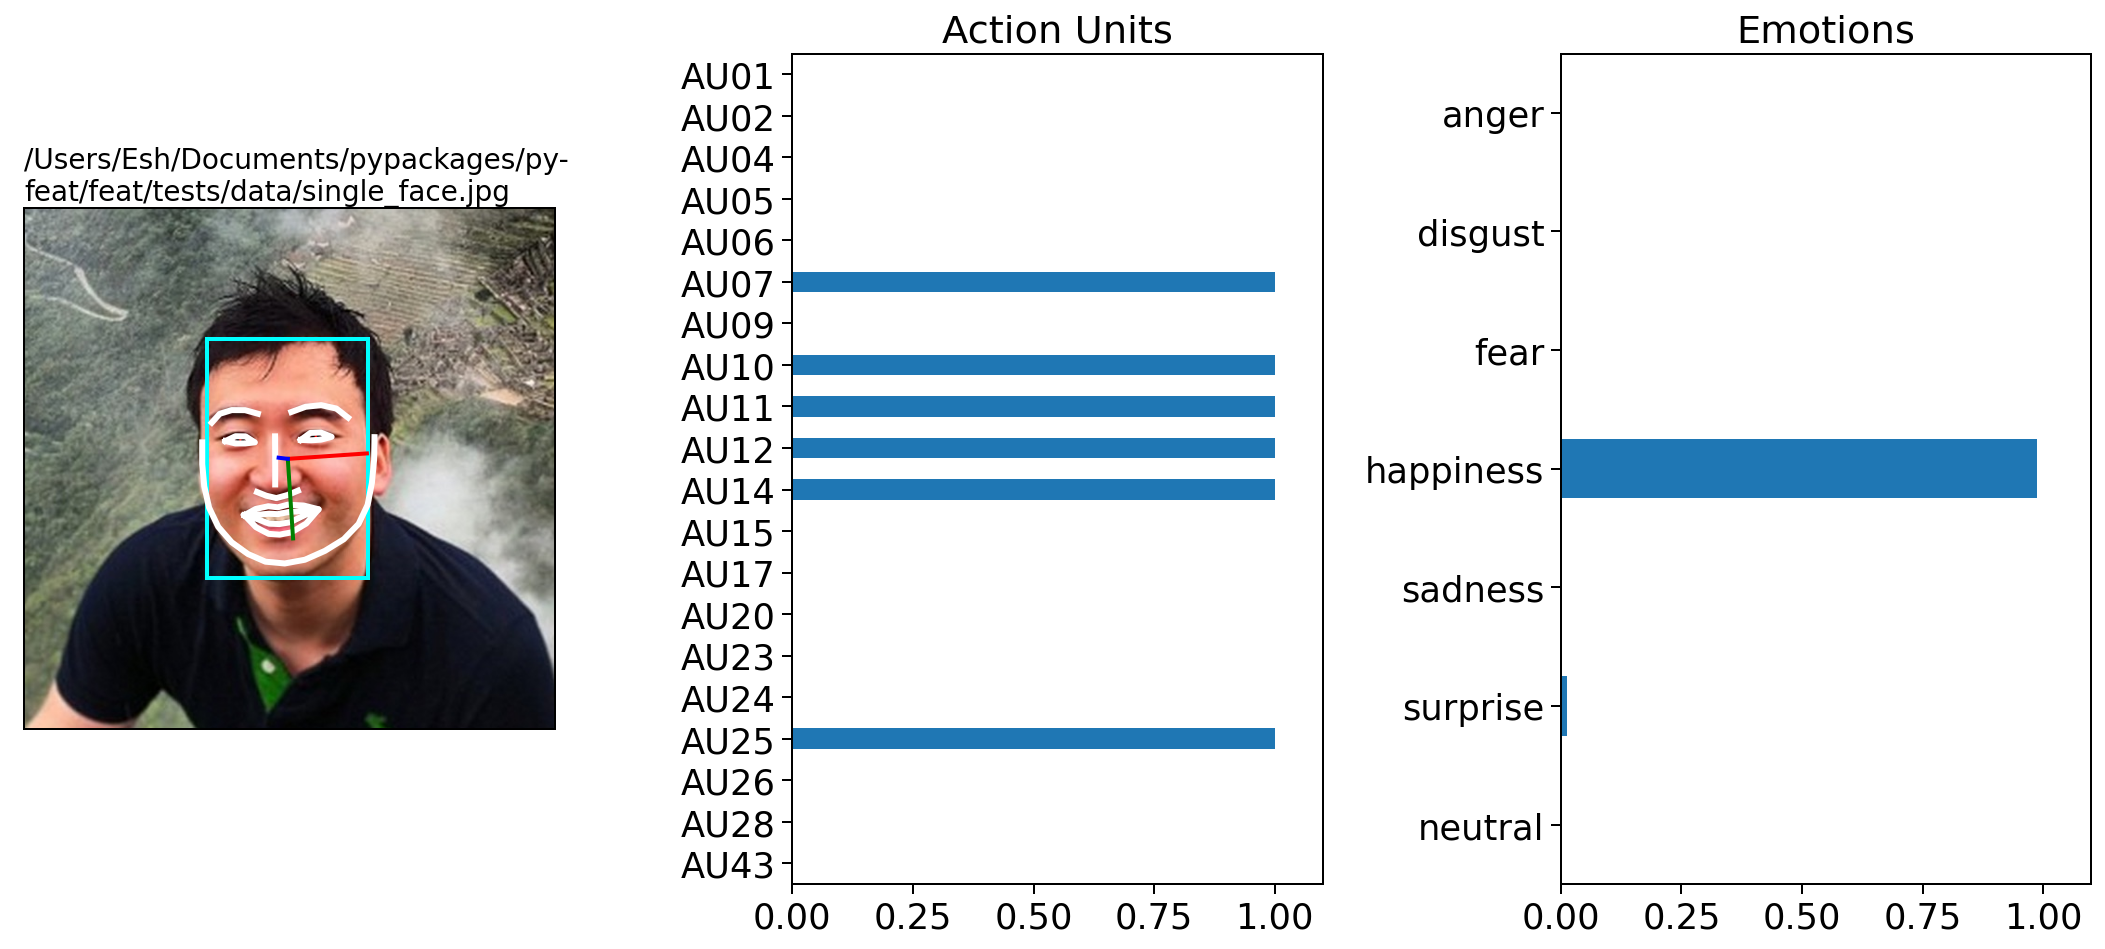 /Users/Esh/Documents/pypackages/py-
feat/feat/tests/data/single_face.jpg
Action Units
AU01
AU02
AU04
AU05
AU06
AU07
AU09
AU10
AU11
AU12
AU14
AU15
AU17
AU20
AU23
AU24
AU25
AU26
AU28
AU43
0.00 0.25 0.50 0.75 1.00
Emotions
anger
disgust
fear
happiness
sadness
surprise
neutral
0.00 0.25 0.50 0.75 1.00